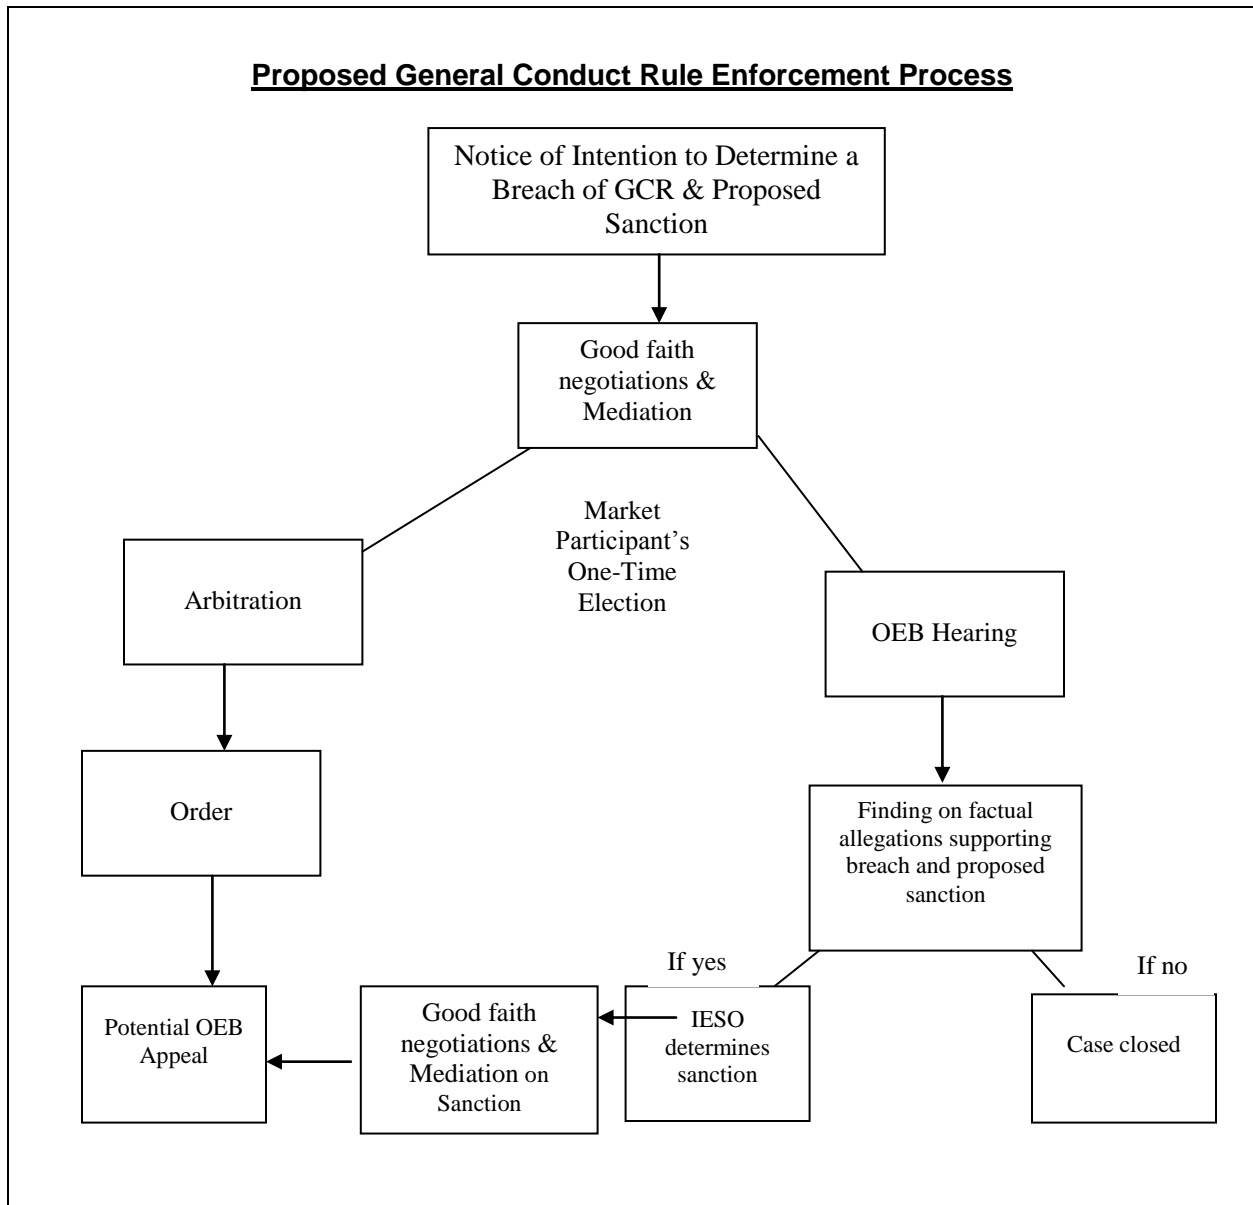 Proposed General Conduct Rule Enforcement Process
Notice of Intention to Determine a
Breach of GCR & Proposed
Sanction
Good faith
negotiations &
Mediation
Market
Participant’s
One-Time
Election
Arbitration
OEB Hearing
Order
Finding on factual
allegations supporting
breach and proposed
sanction
If yes
If no
Potential OEB
Appeal
Good faith
negotiations &
Mediation on
Sanction
IESO
determines
sanction
Case closed